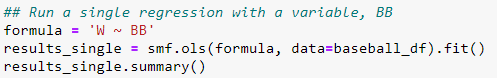 ## Run a single regression with a variable, BB
formula = 'W ~ BB'
results_single = smf.ols(formula, data=baseball_df).fit()
results_single.summary()